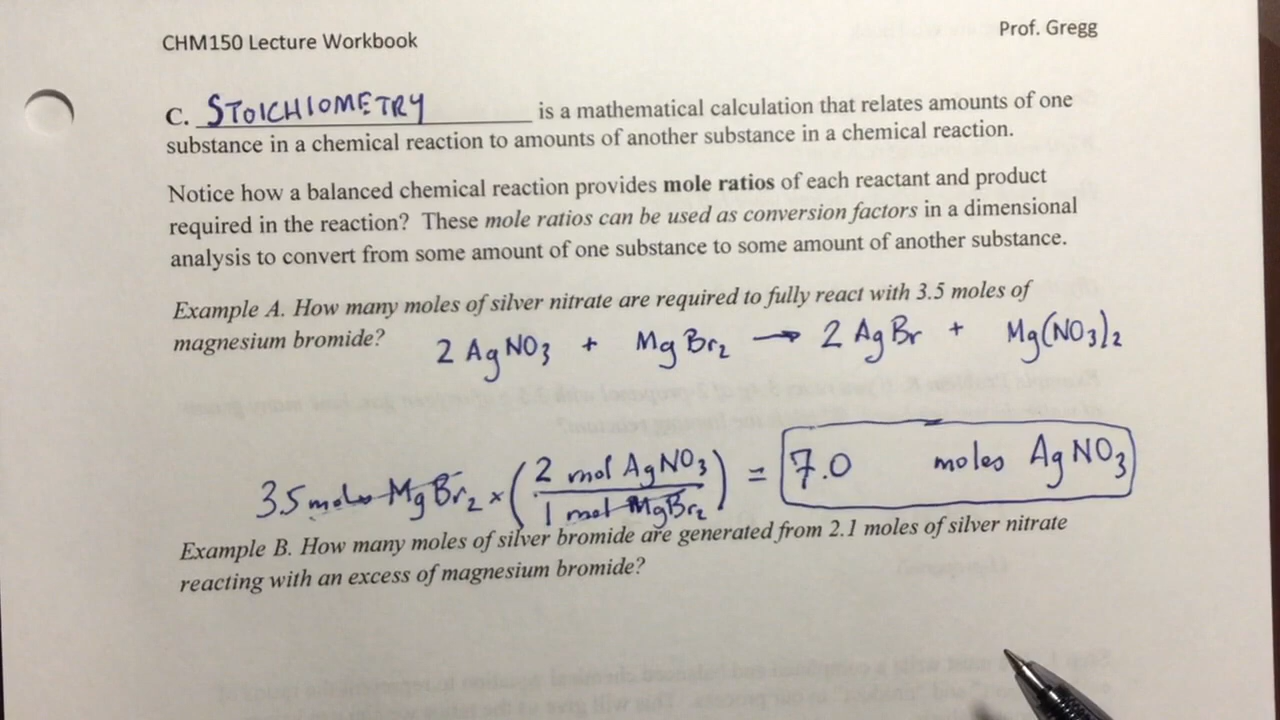 CHM150 Lecture Workbook
Prof. Gregg
C. STOICHIOMETRY is a mathematical calculation that relates amounts of one
substance in a chemical reaction to amounts of another substance in a chemical reaction.
Notice how a balanced chemical reaction provides mole ratios of each reactant and product
required in the reaction? These mole ratios can be used as conversion factors in a dimensional
analysis to convert from some amount of one substance to some amount of another substance.
Example A. How many moles of silver nitrate are required to fully react with 3.5 moles of
magnesium bromide?
2 AgNO₃ + MgBr₂ → 2 AgBr + Mg(NO₃)₂
3.5 moles MgBr₂ × (2 mol AgNO₃ / 1 mol MgBr₂) = 7.0 moles AgNO₃
Example B. How many moles of silver bromide are generated from 2.1 moles of silver nitrate
reacting with an excess of magnesium bromide?